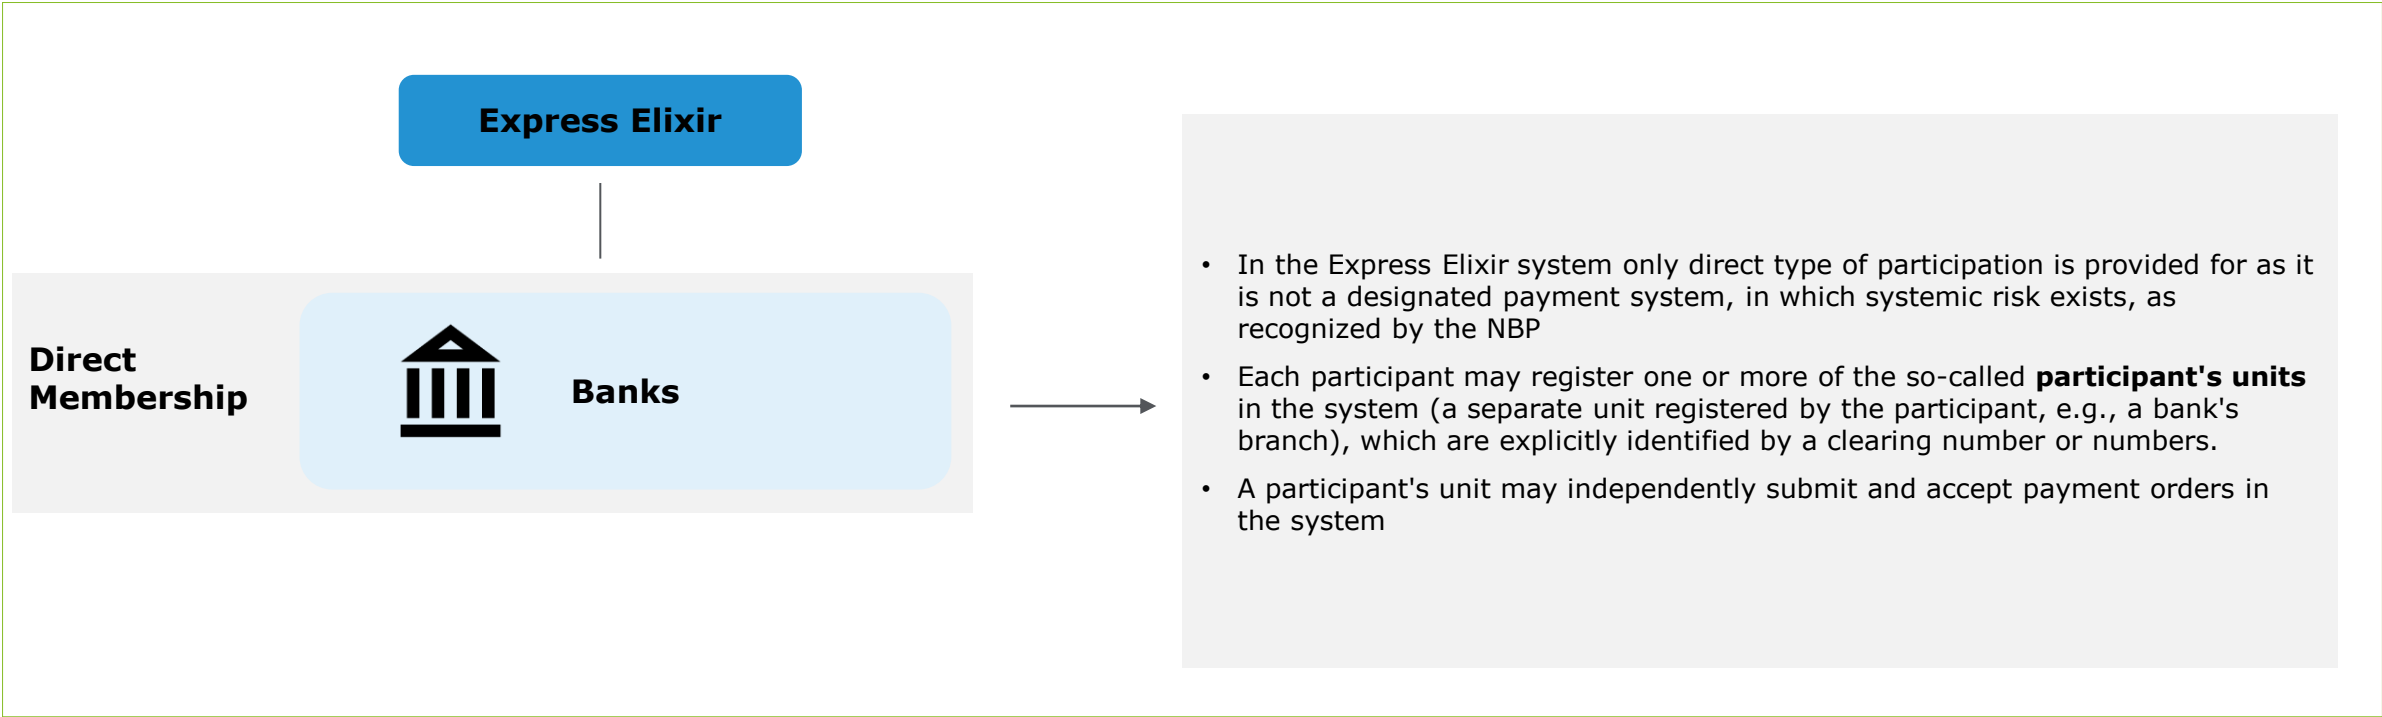 Express Elixir
Direct
Membership
Banks
• In the Express Elixir system only direct type of participation is provided for as it
is not a designated payment system, in which systemic risk exists, as
recognized by the NBP
• Each participant may register one or more of the so-called participant's units
in the system (a separate unit registered by the participant, e.g., a bank's
branch), which are explicitly identified by a clearing number or numbers.
• A participant's unit may independently submit and accept payment orders in
the system